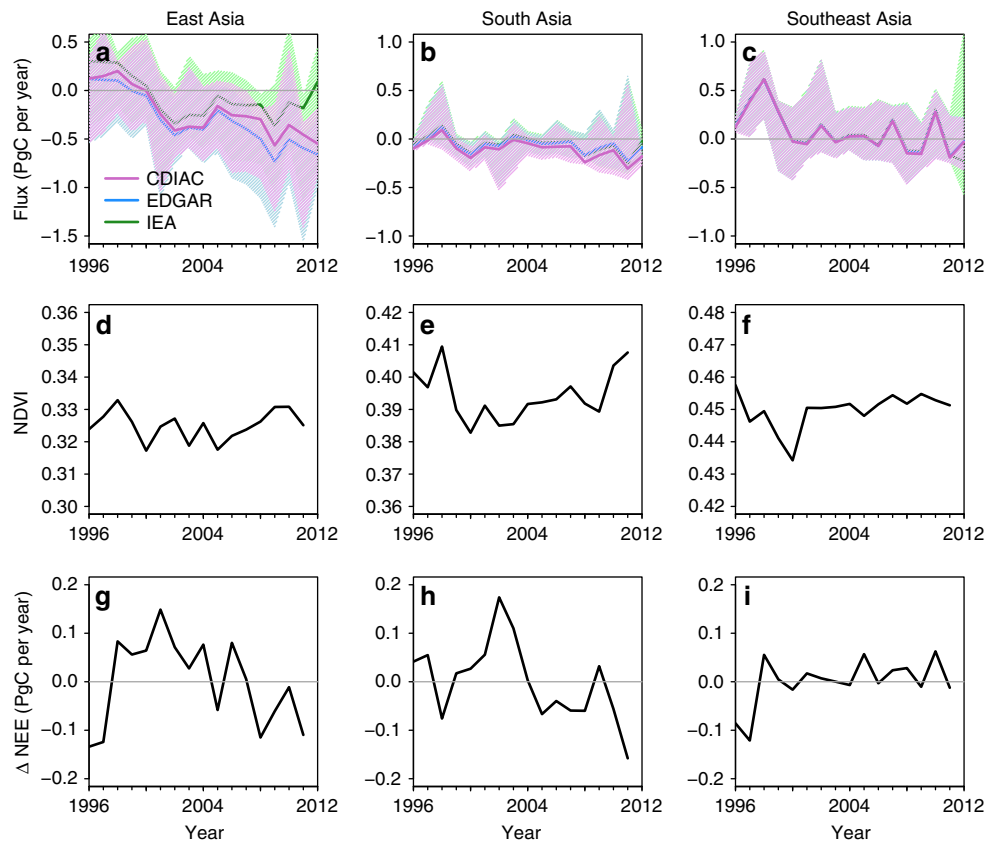 East Asia South Asia Southeast Asia
a b c
Flux (PgC per year)
0.5 0.0 −0.5 −1.0 −1.5
1.0 0.5 0.0 −0.5 −1.0
1.0 0.5 0.0 −0.5 −1.0
CDIAC
EDGAR
IEA
1996 2004 2012 1996 2004 2012 1996 2004 2012
d e f
NDVI
0.36 0.35 0.34 0.33 0.32 0.31 0.30
0.42 0.41 0.40 0.39 0.38 0.37 0.36
0.48 0.47 0.46 0.45 0.44 0.43 0.42
1996 2004 2012 1996 2004 2012 1996 2004 2012
g h i
Δ NEE (PgC per year)
0.2 0.1 0.0 −0.1 −0.2
0.2 0.1 0.0 −0.1 −0.2
0.2 0.1 0.0 −0.1 −0.2
1996 2004 2012 1996 2004 2012 1996 2004 2012
Year Year Year